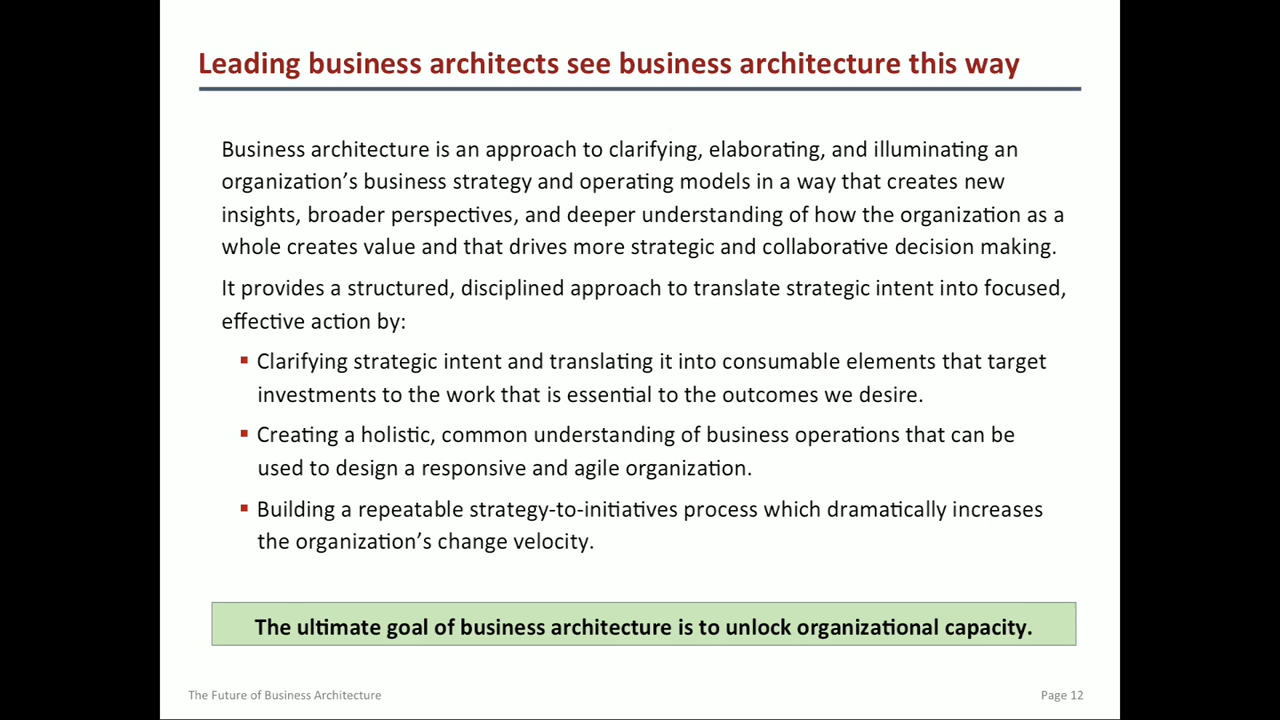 Leading business architects see business architecture this way
Business architecture is an approach to clarifying, elaborating, and illuminating an
organization’s business strategy and operating models in a way that creates new
insights, broader perspectives, and deeper understanding of how the organization as a
whole creates value and that drives more strategic and collaborative decision making.
It provides a structured, disciplined approach to translate strategic intent into focused,
effective action by:
▪ Clarifying strategic intent and translating it into consumable elements that target
investments to the work that is essential to the outcomes we desire.
▪ Creating a holistic, common understanding of business operations that can be
used to design a responsive and agile organization.
▪ Building a repeatable strategy-to-initiatives process which dramatically increases
the organization’s change velocity.
The ultimate goal of business architecture is to unlock organizational capacity.
The Future of Business Architecture
Page 12